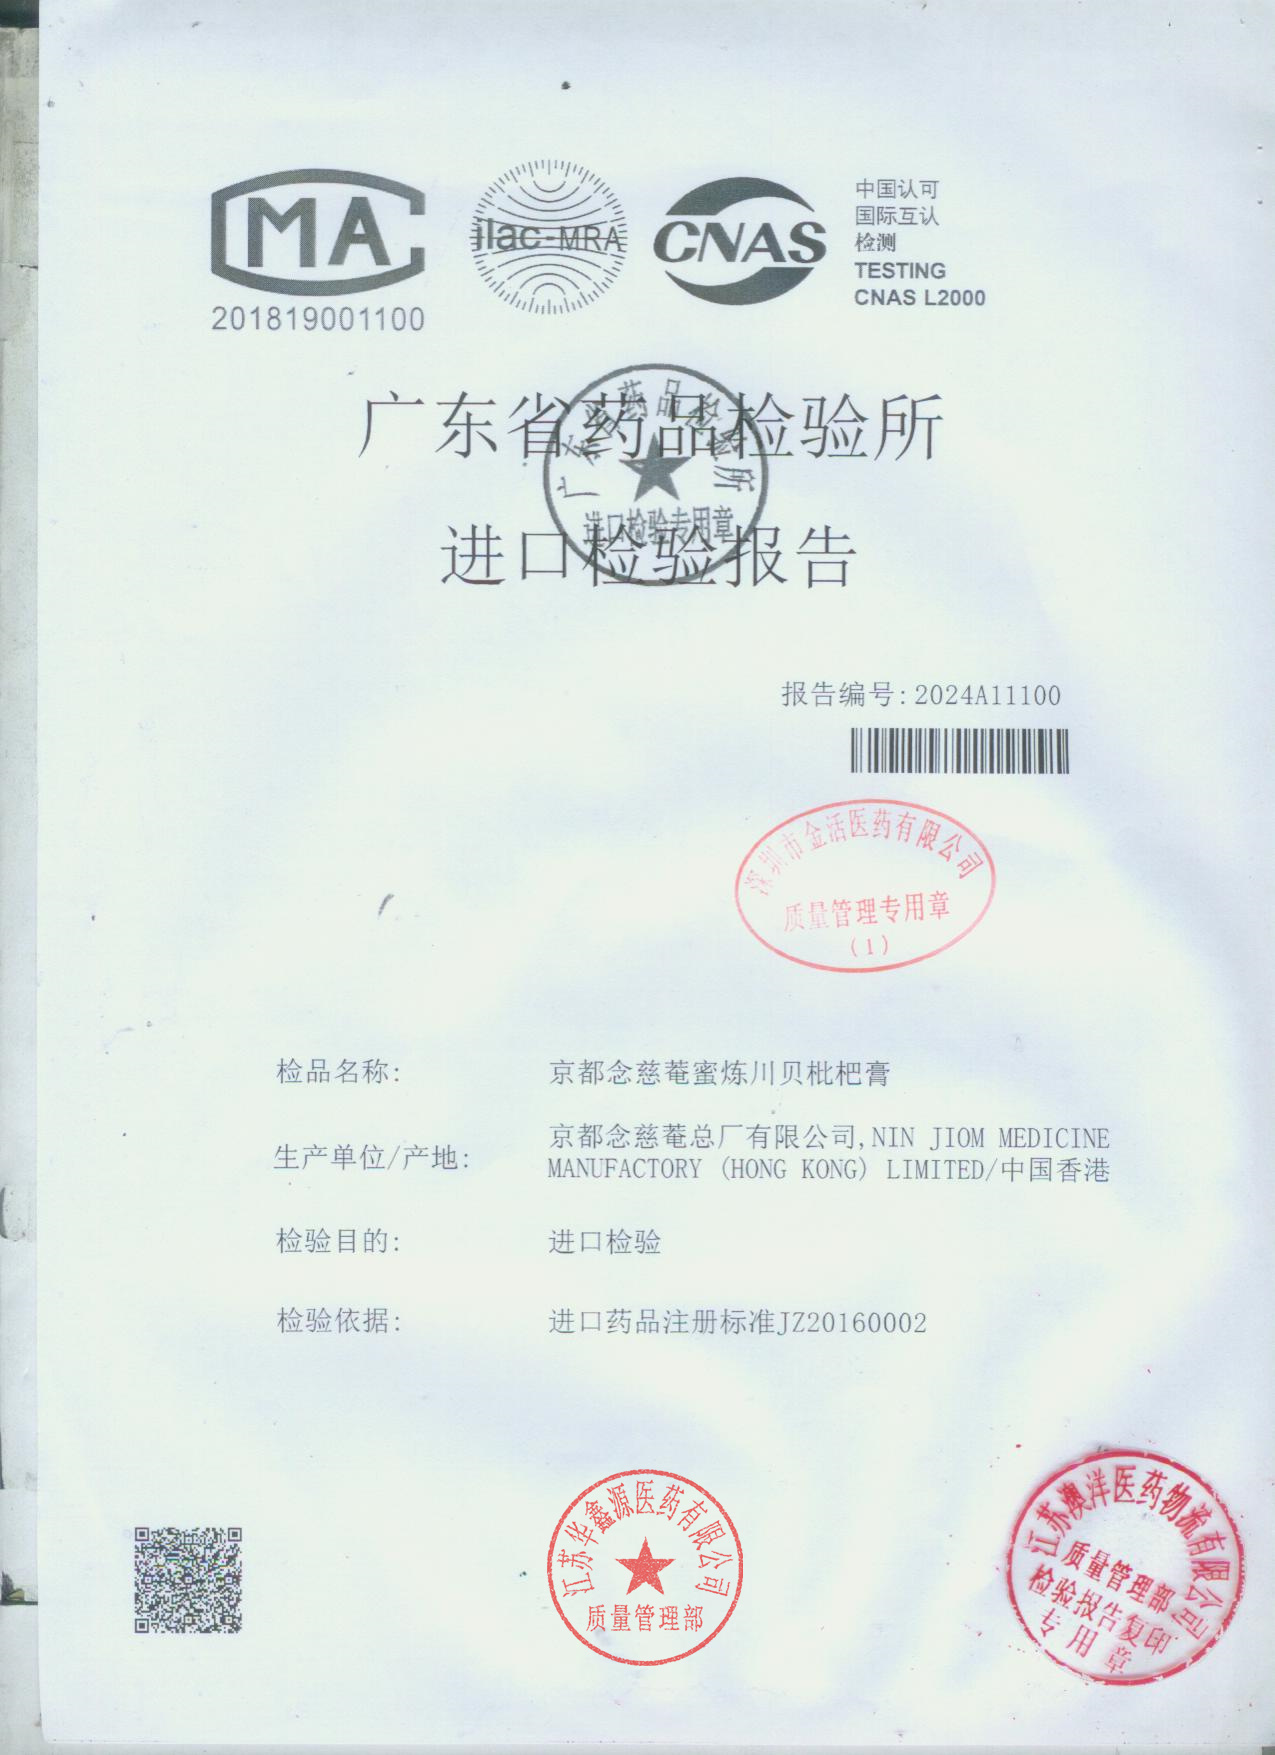 MA
201819001100
ilac-MRA
CNAS
中国认可
国际互认
检测
TESTING
CNAS L2000
广东省药品检验所
进口检验报告
广东省药品检验所
进口检验专用章
报告编号:2024A11100
深圳市金活医药有限公司
质量管理专用章
(1)
检品名称:
京都念慈菴蜜炼川贝枇杷膏
生产单位/产地:
京都念慈菴总厂有限公司,NIN JIOM MEDICINE
MANUFACTORY (HONG KONG) LIMITED/中国香港
检验目的:
进口检验
检验依据:
进口药品注册标准JZ20160002
江苏华鑫源医药有限公司
质量管理部
江苏澳洋医药物流有限公司
质量管理部
检验报告复印
专用章